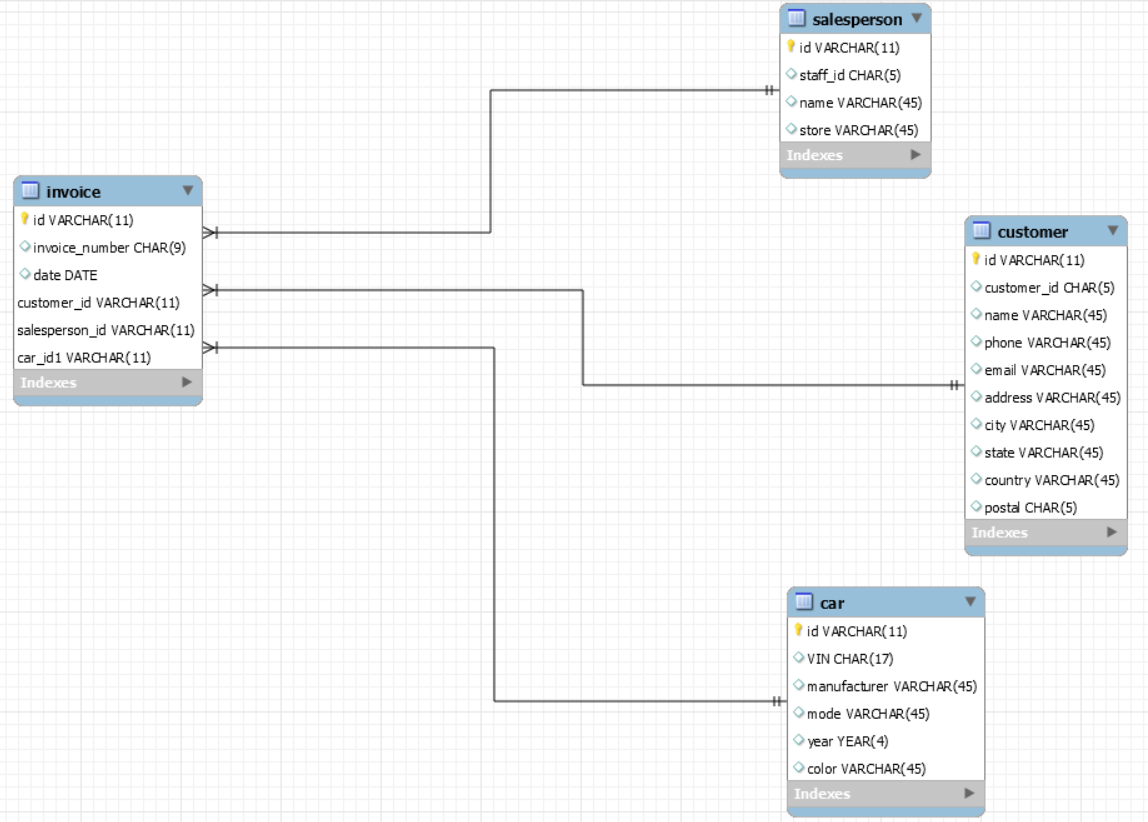 salesperson
id VARCHAR(11)
staff_id CHAR(5)
name VARCHAR(45)
store VARCHAR(45)
Indexes
invoice
id VARCHAR(11)
invoice_number CHAR(9)
date DATE
customer_id VARCHAR(11)
salesperson_id VARCHAR(11)
car_id1 VARCHAR(11)
Indexes
customer
id VARCHAR(11)
customer_id CHAR(5)
name VARCHAR(45)
phone VARCHAR(45)
email VARCHAR(45)
address VARCHAR(45)
city VARCHAR(45)
state VARCHAR(45)
country VARCHAR(45)
postal CHAR(5)
Indexes
car
id VARCHAR(11)
VIN CHAR(17)
manufacturer VARCHAR(45)
mode VARCHAR(45)
year YEAR(4)
color VARCHAR(45)
Indexes